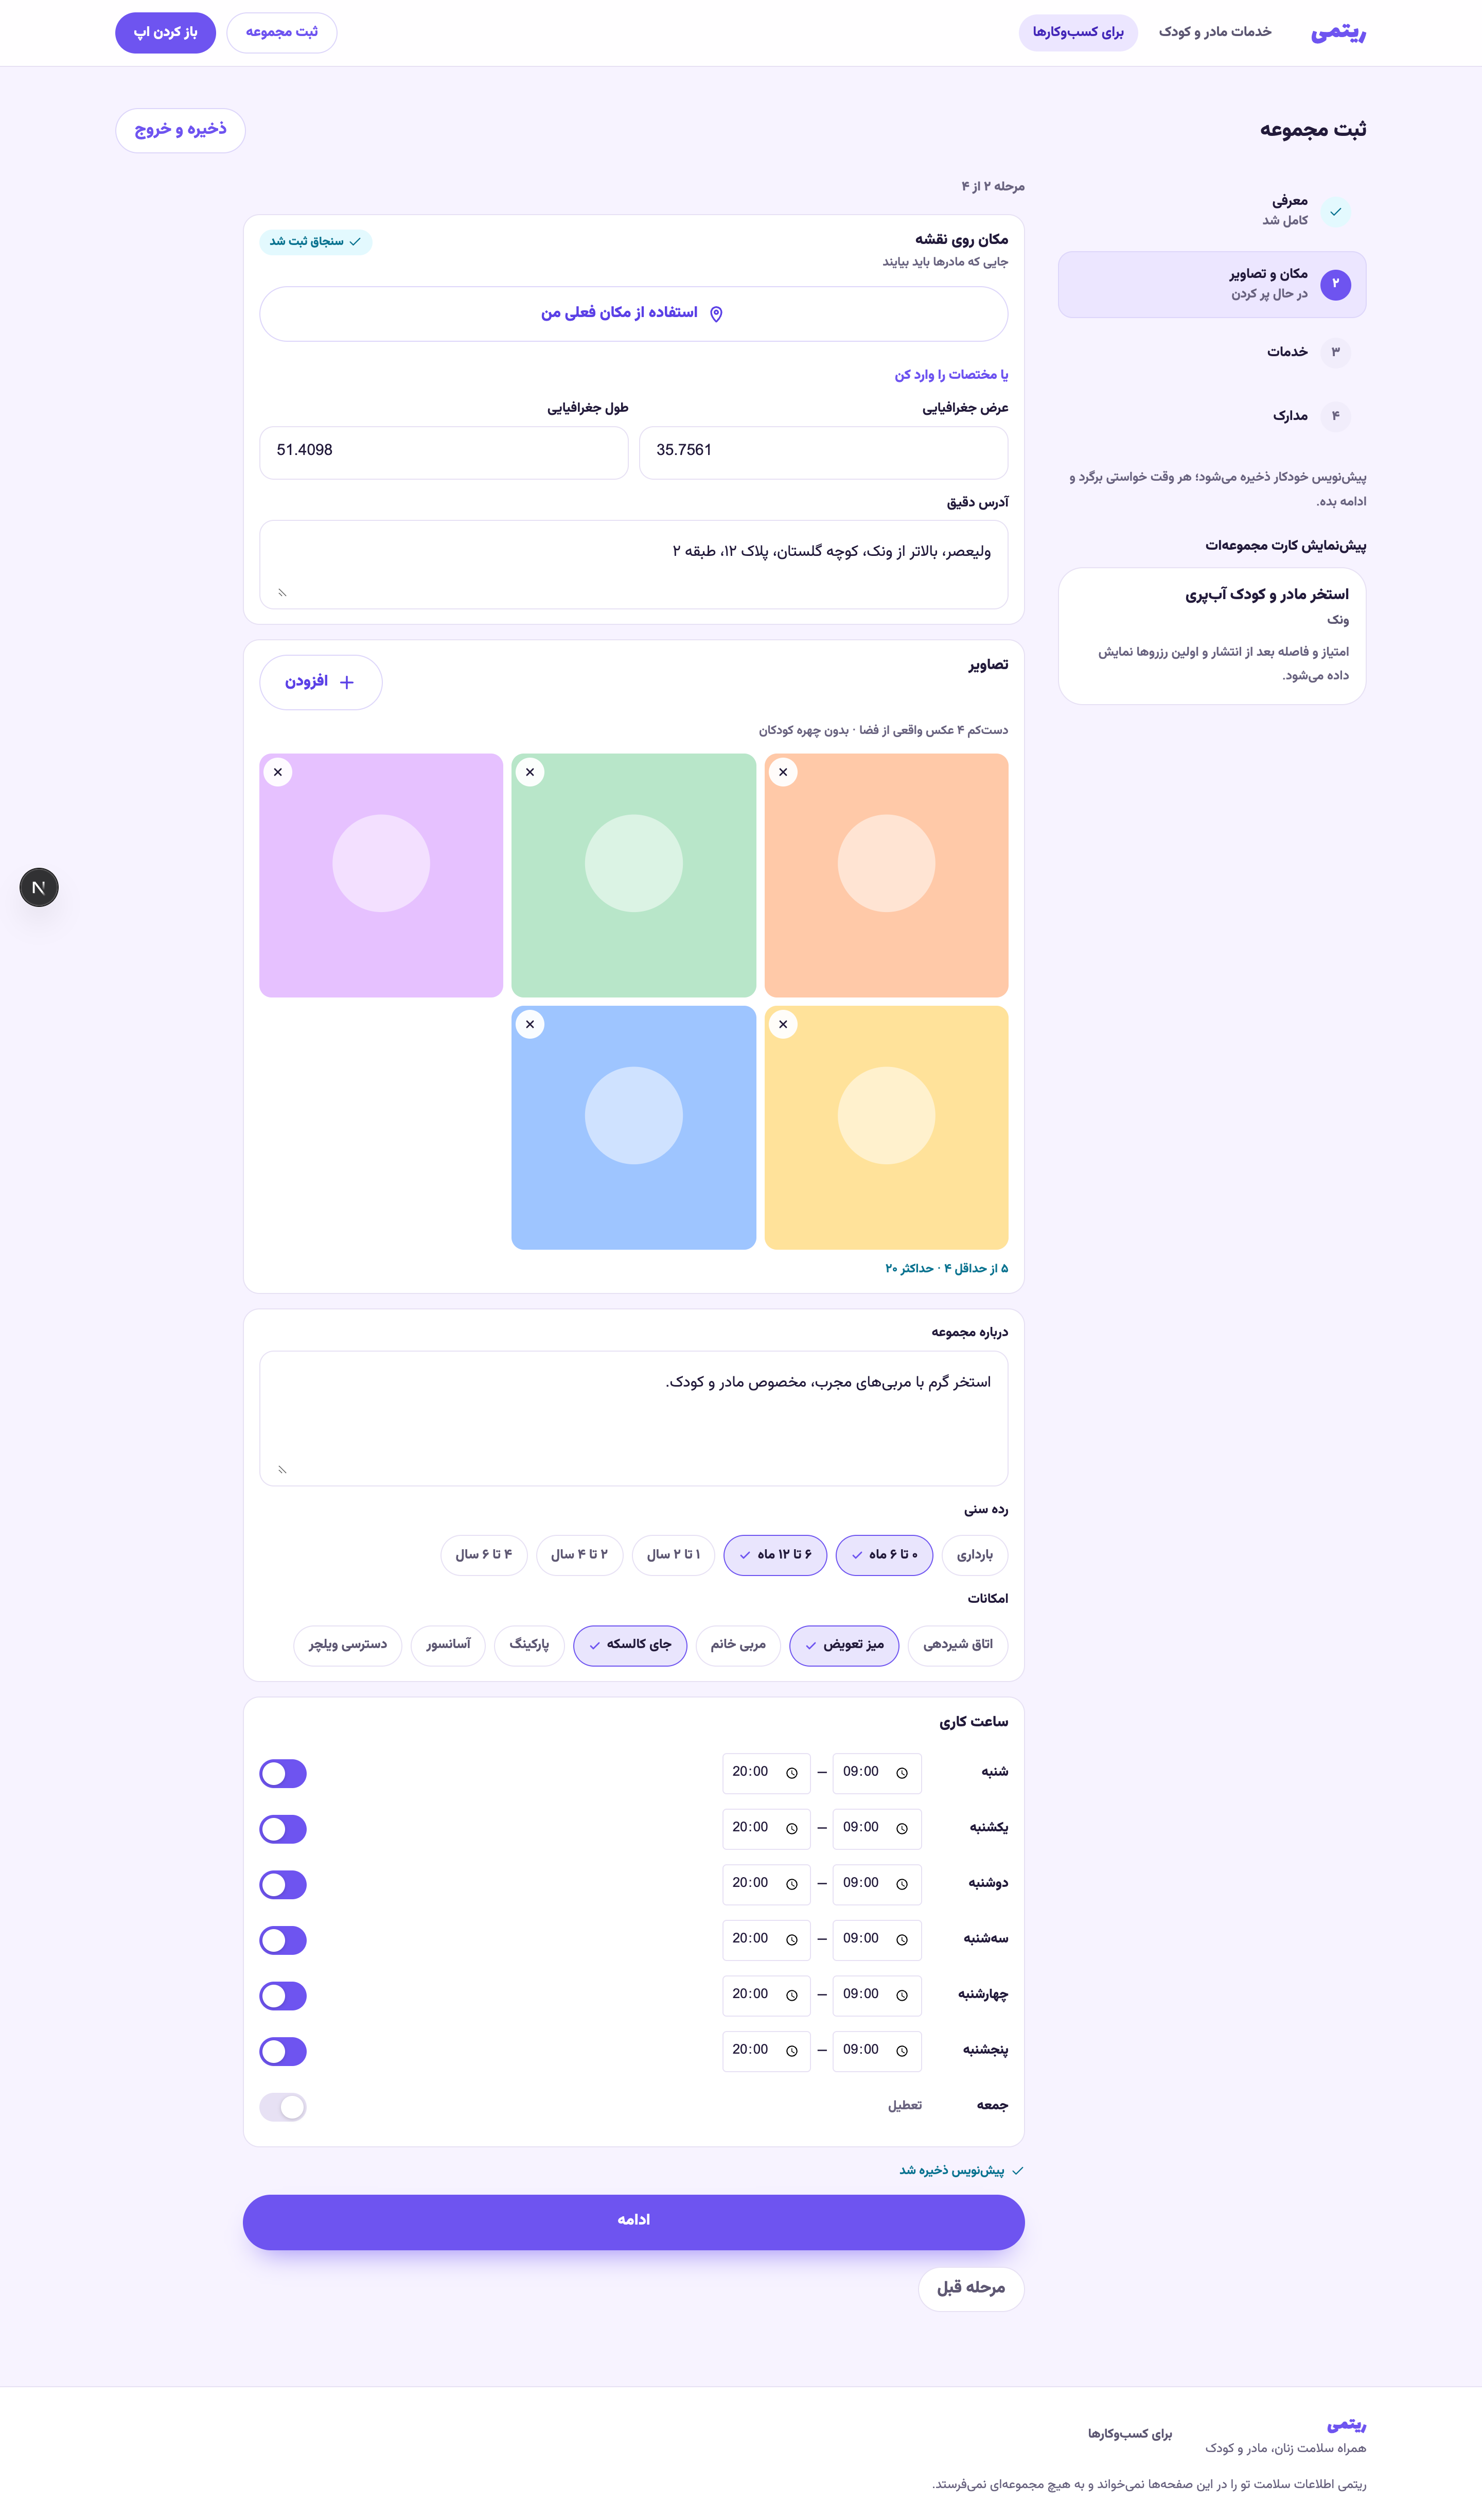 ریتمی
خدمات مادر و کودک
برای کسب‌وکارها
ثبت مجموعه
باز کردن اپ
ثبت مجموعه
ذخیره و خروج
معرفی
کامل شد
۲
مکان و تصاویر
در حال پر کردن
۳
خدمات
۴
مدارک
پیش‌نویس خودکار ذخیره می‌شود؛ هر وقت خواستی برگرد و
ادامه بده.
پیش‌نمایش کارت مجموعه‌ات
استخر مادر و کودک آب‌پری
ونک
امتیاز و فاصله بعد از انتشار و اولین رزروها نمایش
داده می‌شود.
مرحله ۲ از ۴
مکان روی نقشه
سنجاق ثبت شد
جایی که مادرها باید بیایند
استفاده از مکان فعلی من
یا مختصات را وارد کن
عرض جغرافیایی
طول جغرافیایی
35.7561
51.4098
آدرس دقیق
ولیعصر، بالاتر از ونک، کوچه گلستان، پلاک ۱۲، طبقه ۲
تصاویر
افزودن
دست‌کم ۴ عکس واقعی از فضا · بدون چهره کودکان
۵ از حداقل ۴ · حداکثر ۲۰
درباره مجموعه
استخر گرم با مربی‌های مجرب، مخصوص مادر و کودک.
رده سنی
بارداری
۰ تا ۶ ماه
۶ تا ۱۲ ماه
۱ تا ۲ سال
۲ تا ۴ سال
۴ تا ۶ سال
امکانات
اتاق شیردهی
میز تعویض
مربی خانم
جای کالسکه
پارکینگ
آسانسور
دسترسی ویلچر
ساعت کاری
شنبه 09:00 — 20:00
یکشنبه 09:00 — 20:00
دوشنبه 09:00 — 20:00
سه‌شنبه 09:00 — 20:00
چهارشنبه 09:00 — 20:00
پنجشنبه 09:00 — 20:00
جمعه تعطیل
پیش‌نویس ذخیره شد
ادامه
مرحله قبل
ریتمی
همراه سلامت زنان، مادر و کودک
برای کسب‌وکارها
ریتمی اطلاعات سلامت تو را در این صفحه‌ها نمی‌خواند و به هیچ مجموعه‌ای نمی‌فرستد.
N